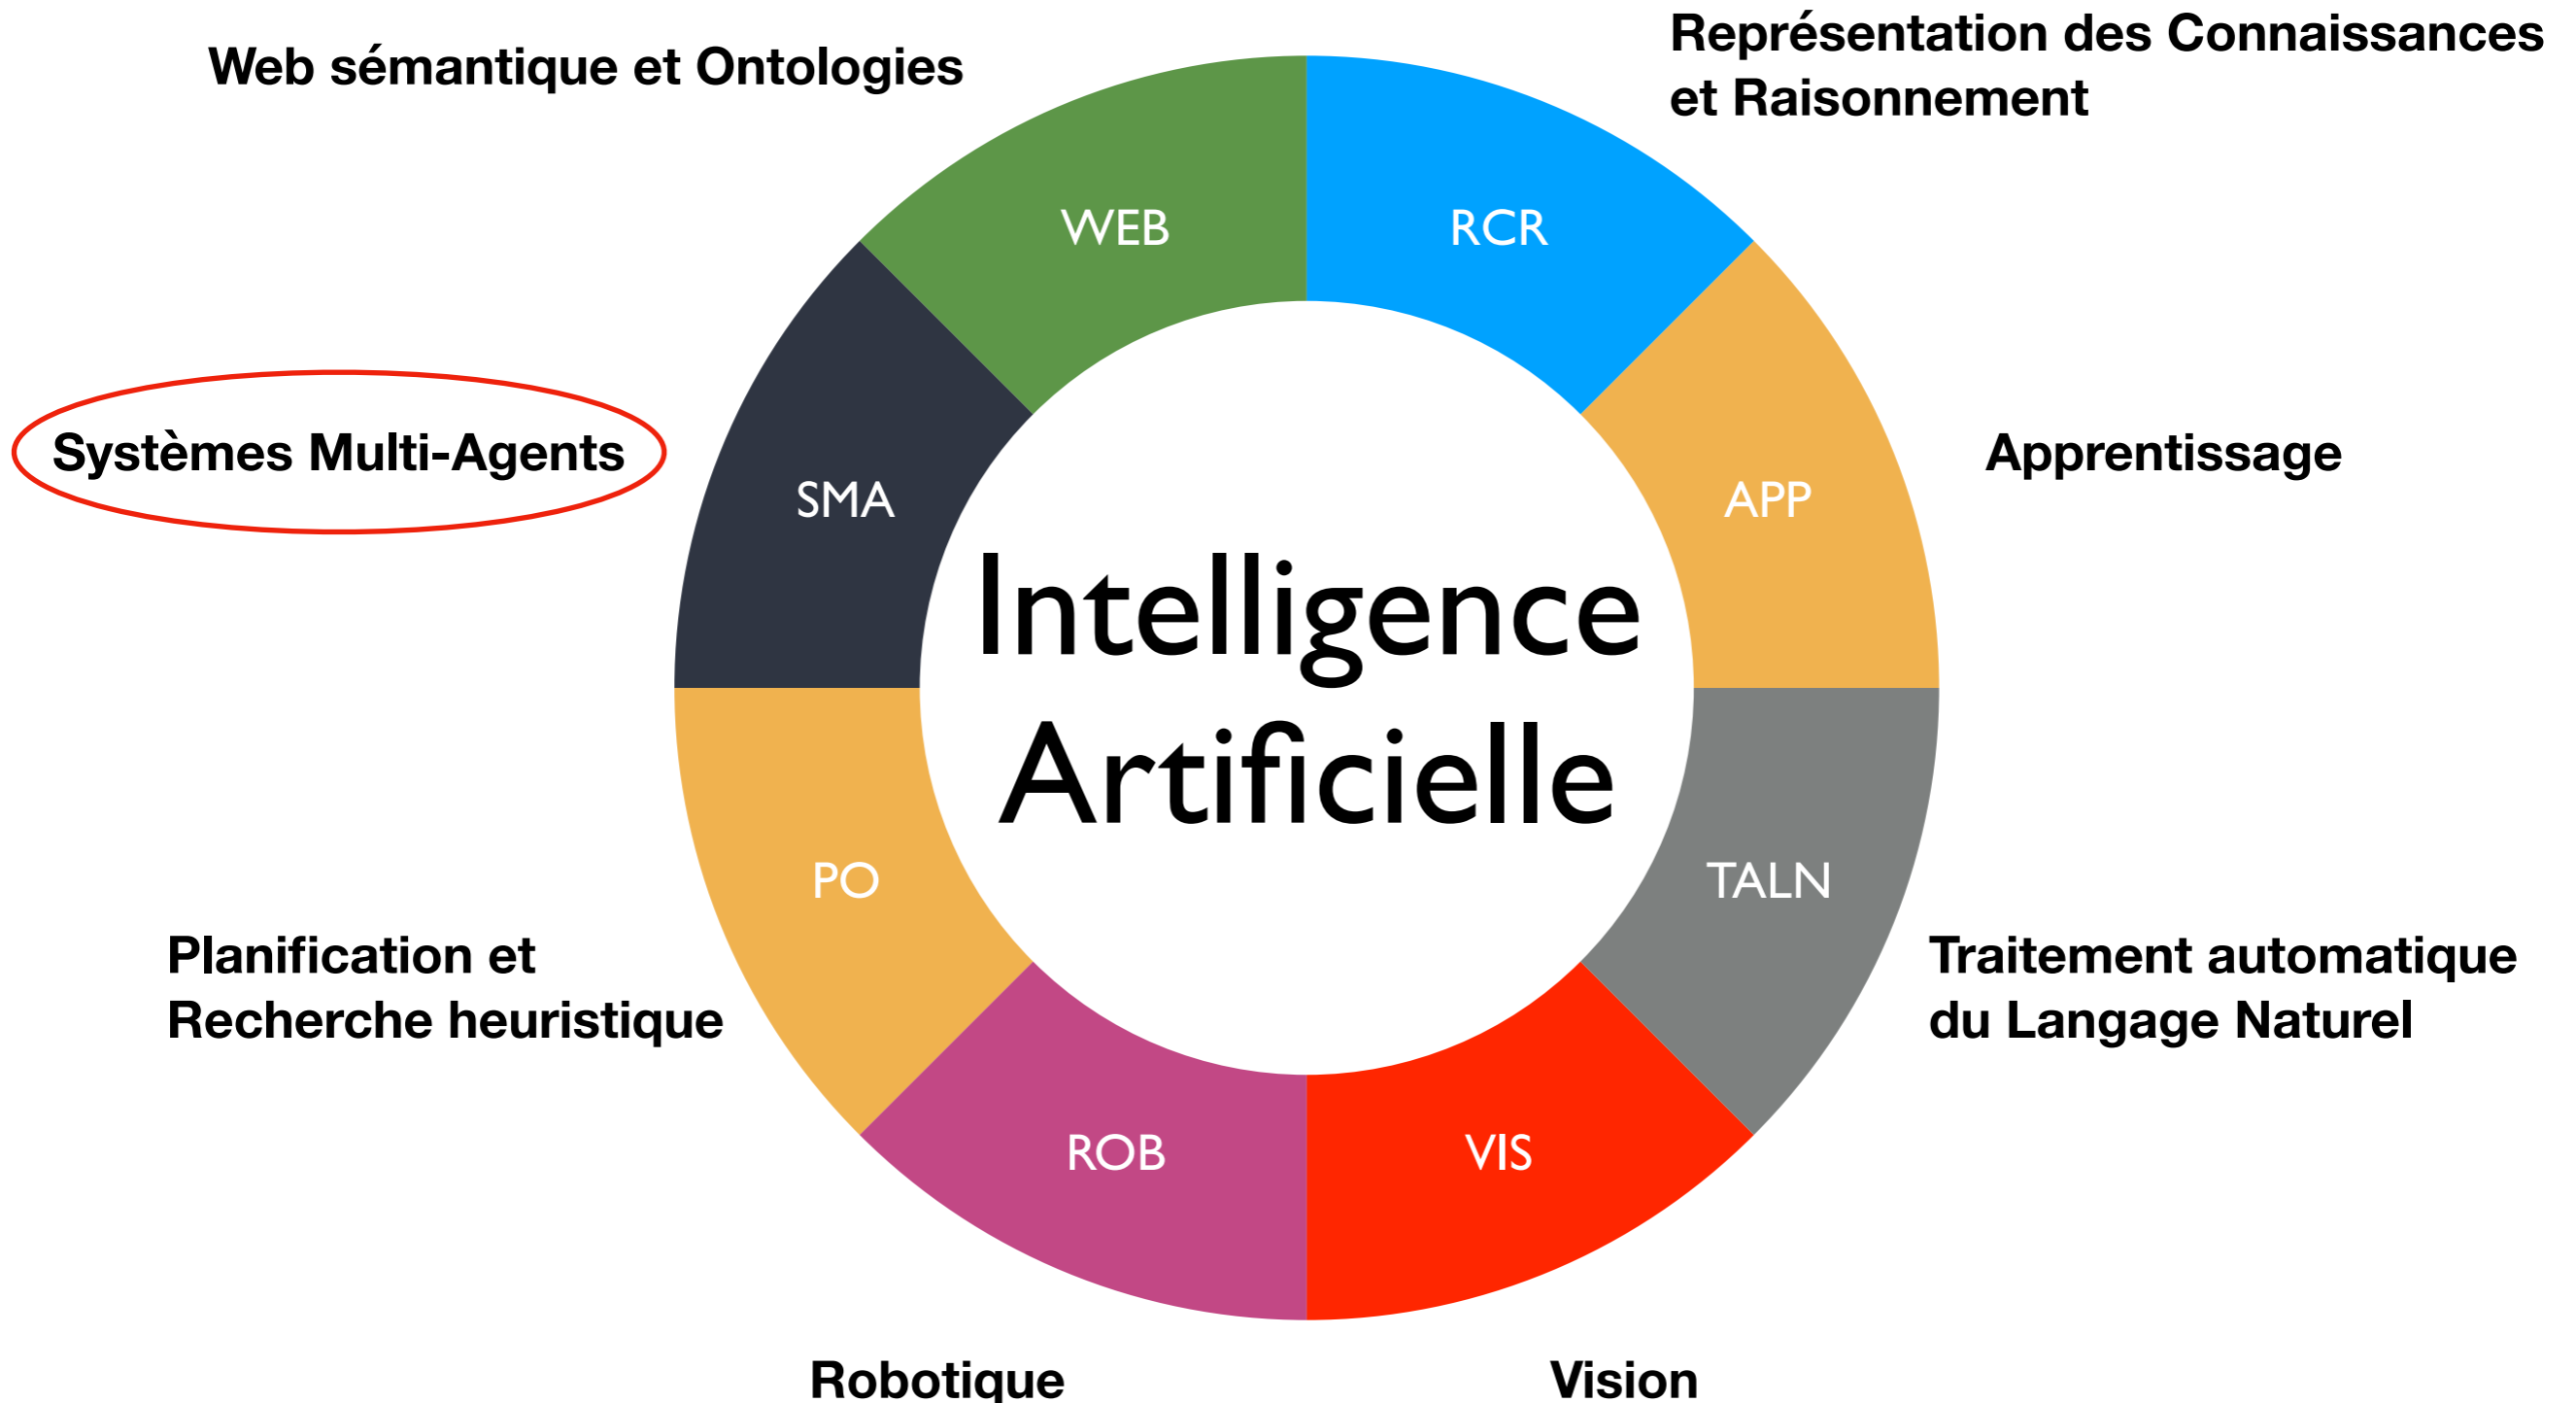 Web sémantique et Ontologies
Représentation des Connaissances
et Raisonnement
WEB
RCR
Systèmes Multi-Agents
SMA
APP
Apprentissage
Intelligence
Artificielle
PO
TALN
Planification et
Recherche heuristique
Traitement automatique
du Langage Naturel
ROB
VIS
Robotique
Vision